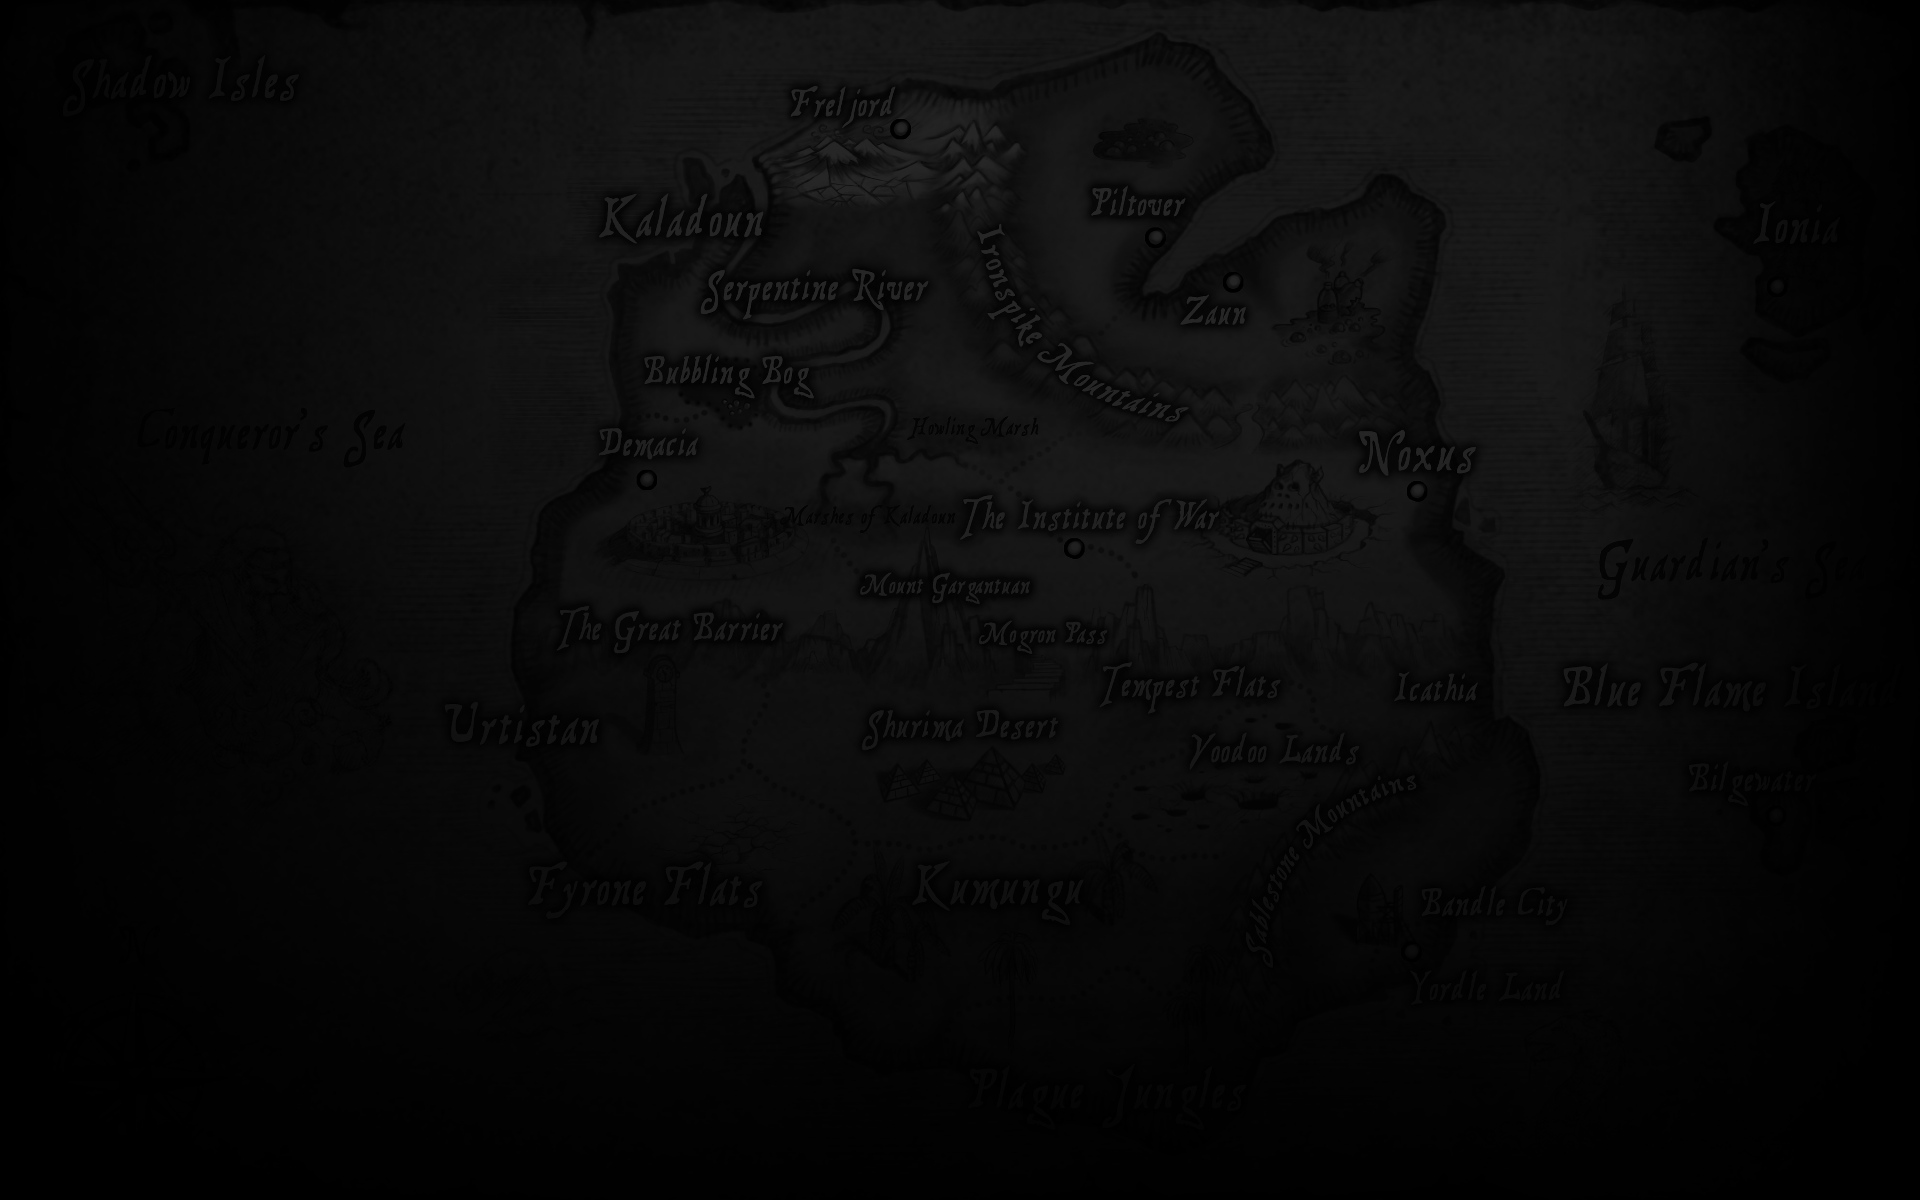 Shadow Isles
Freljord
Piltover
Kaladoun
Ionia
Serpentine River
Ironspike Mountains
Zaun
Bubbling Bog
Conqueror's Sea
Howling Marsh
Demacia
Noxus
Marshes of Kaladoun
The Institute of War
Guardian's Sea
Mount Gargantuan
The Great Barrier
Mogron Pass
Tempest Flats
Icathia
Blue Flame Island
Urtistan
Shurima Desert
Voodoo Lands
Bilgewater
Sablestone Mountains
Fyrone Flats
Kumungu
Bandle City
Yordle Land
Plague Jungles